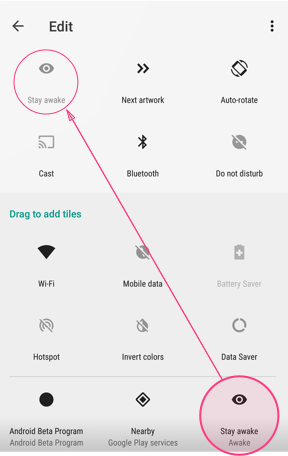 Edit
Stay awake
Next artwork
Auto-rotate
Cast
Bluetooth
Do not disturb
Drag to add tiles
Wi-Fi
Mobile data
Battery Saver
Hotspot
Invert colors
Data Saver
Android Beta Program
Android Beta Program
Nearby
Google Play services
Stay awake
Awake